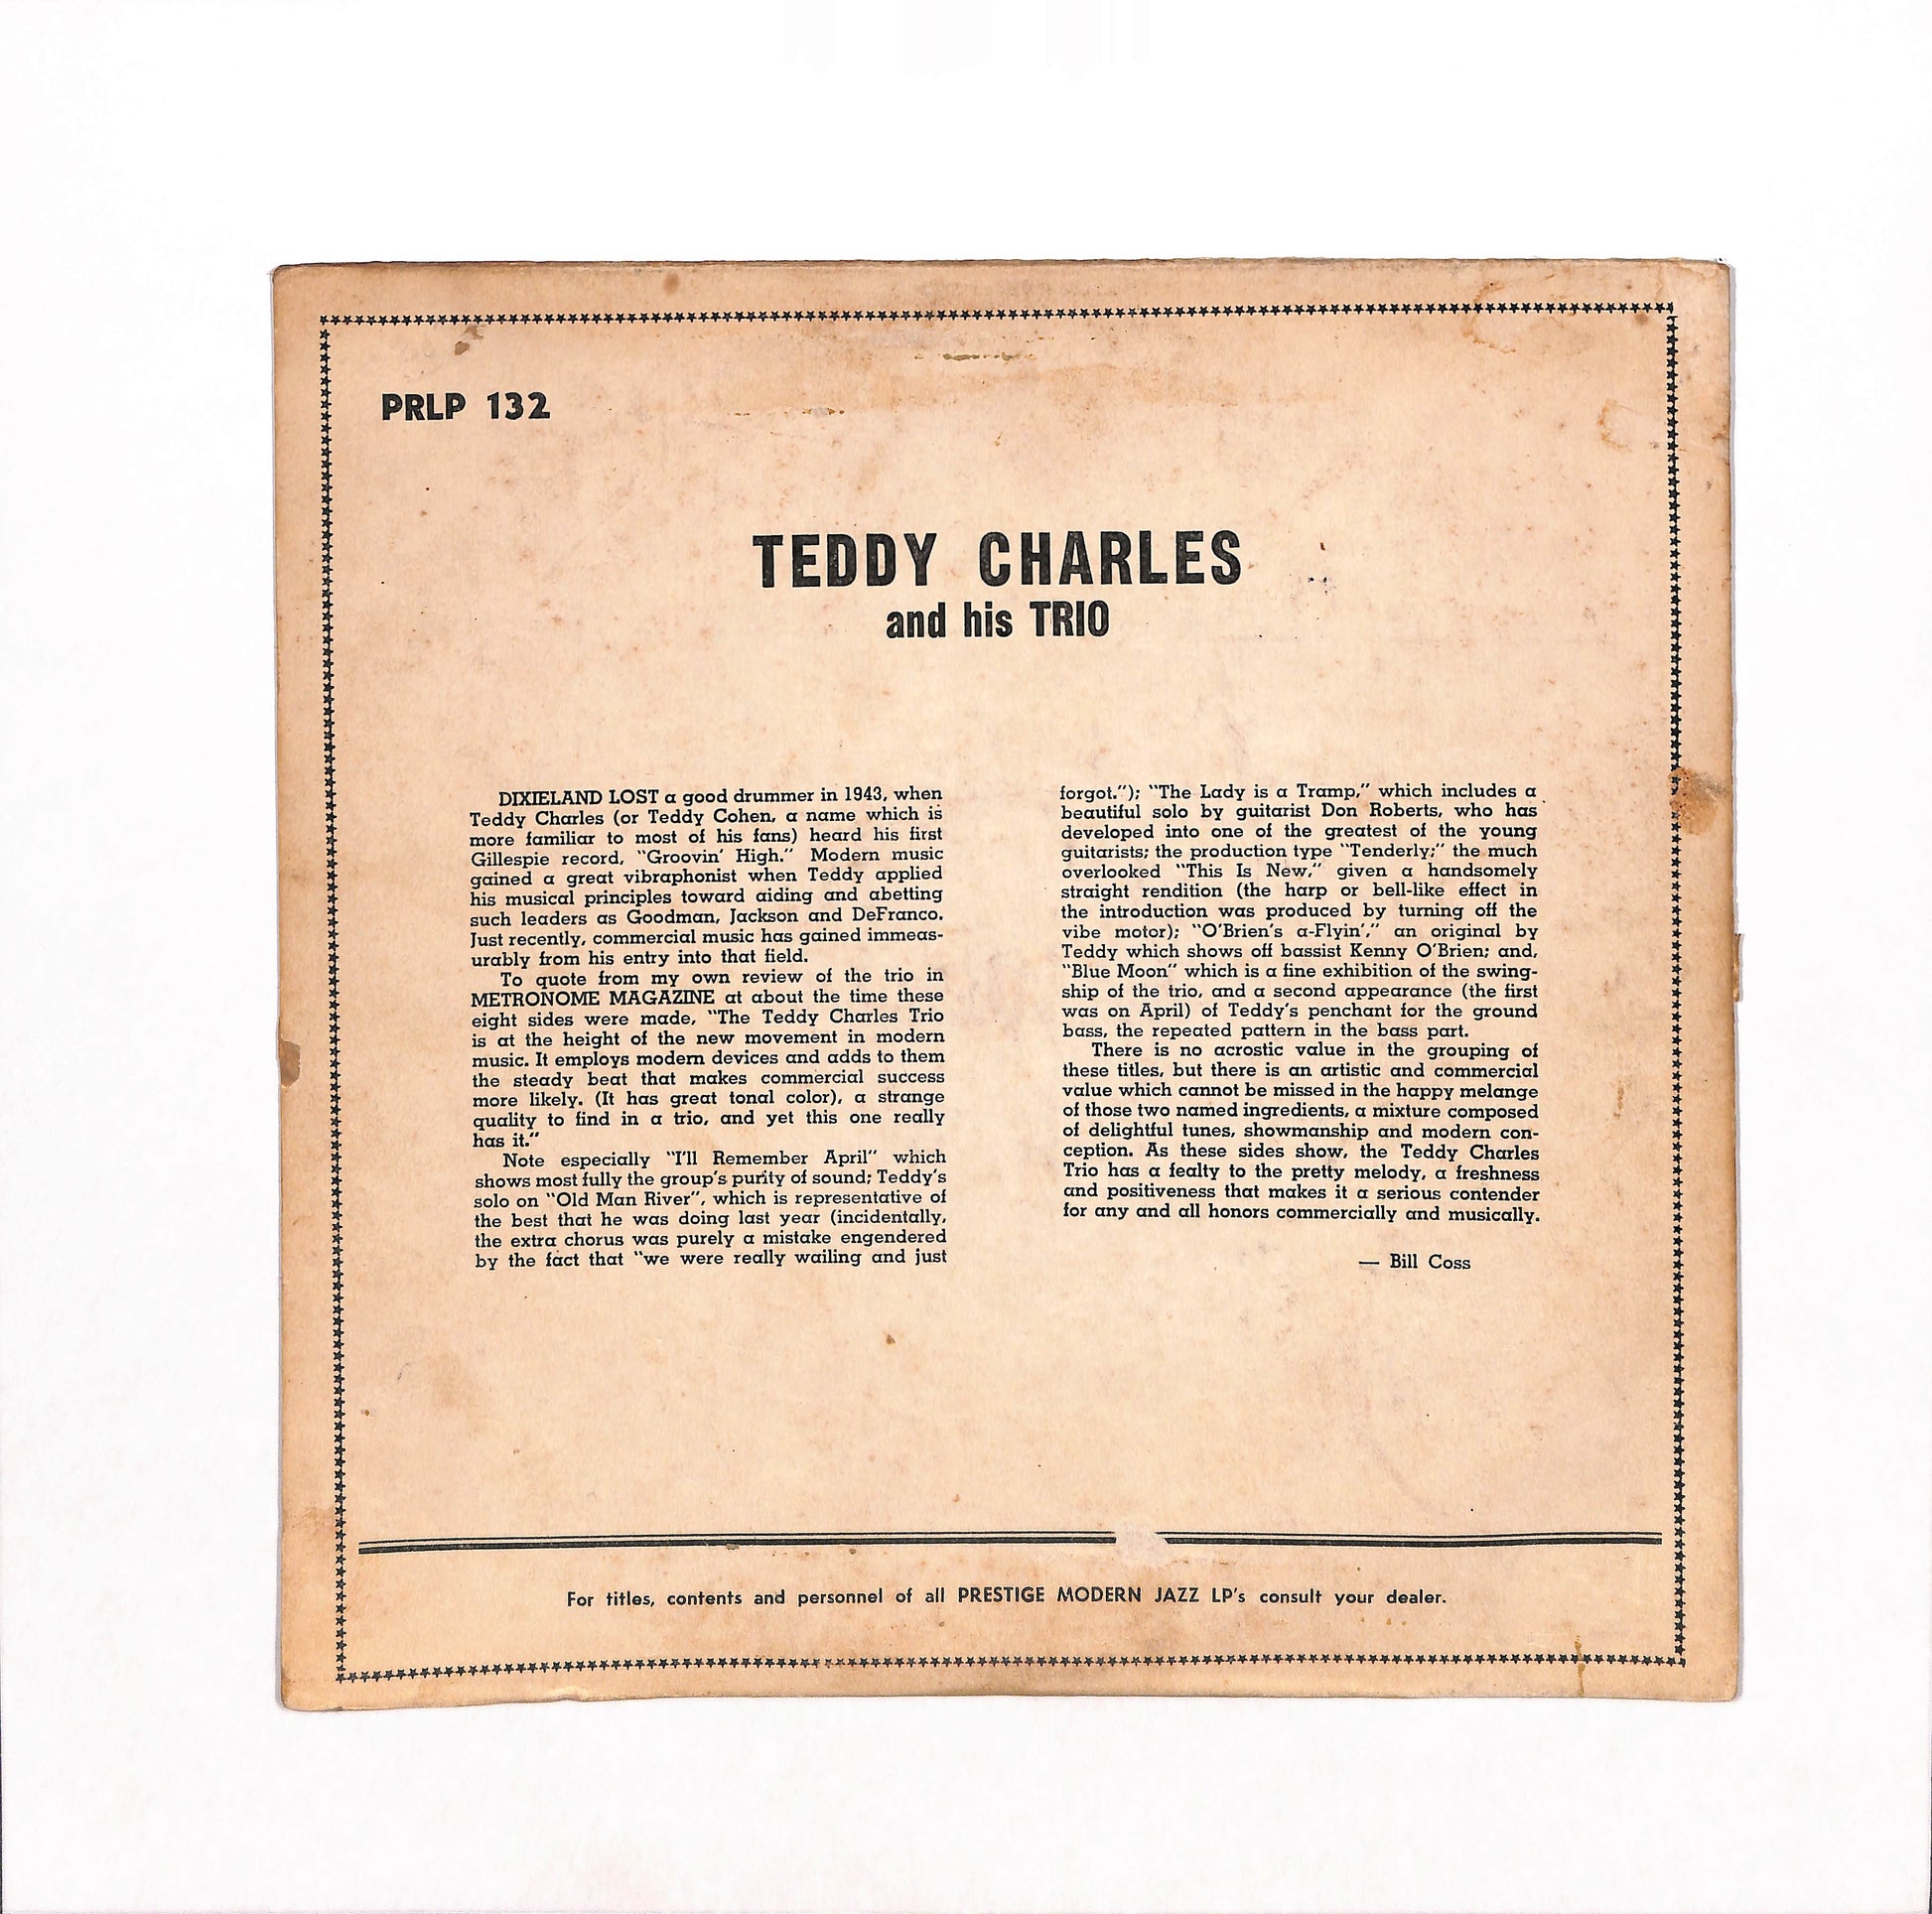 PRLP 132
TEDDY CHARLES
and his TRIO
DIXIELAND LOST a good drummer in 1943, when
Teddy Charles (or Teddy Cohen, a name which is
more familiar to most of his fans) heard his first
Gillespie record, "Groovin' High." Modern music
gained a great vibraphonist when Teddy applied
his musical principles toward aiding and abetting
such leaders as Goodman, Jackson and DeFranco.
Just recently, commercial music has gained immeas-
urably from his entry into that field.
To quote from my own review of the trio in
METRONOME MAGAZINE at about the time these
eight sides were made, "The Teddy Charles Trio
is at the height of the new movement in modern
music. It employs modern devices and adds to them
the steady beat that makes commercial success
more likely. (It has great tonal color), a strange
quality to find in a trio, and yet this one really
has it."
Note especially "I'll Remember April" which
shows most fully the group's purity of sound; Teddy's
solo on "Old Man River", which is representative of
the best that he was doing last year (incidentally,
the extra chorus was purely a mistake engendered
by the fact that "we were really wailing and just
forgot."); "The Lady is a Tramp," which includes a
beautiful solo by guitarist Don Roberts, who has
developed into one of the greatest of the young
guitarists; the production type "Tenderly;" the much
overlooked "This Is New," given a handsomely
straight rendition (the harp or bell-like effect in
the introduction was produced by turning off the
vibe motor); "O'Brien's a-Flyin'," an original by
Teddy which shows off bassist Kenny O'Brien; and,
"Blue Moon" which is a fine exhibition of the swing-
ship of the trio, and a second appearance (the first
was on April) of Teddy's penchant for the ground
bass, the repeated pattern in the bass part.
There is no acrostic value in the grouping of
these titles, but there is an artistic and commercial
value which cannot be missed in the happy melange
of those two named ingredients, a mixture composed
of delightful tunes, showmanship and modern con-
ception. As these sides show, the Teddy Charles
Trio has a fealty to the pretty melody, a freshness
and positiveness that makes it a serious contender
for any and all honors commercially and musically.
— Bill Coss
For titles, contents and personnel of all PRESTIGE MODERN JAZZ LP's consult your dealer.